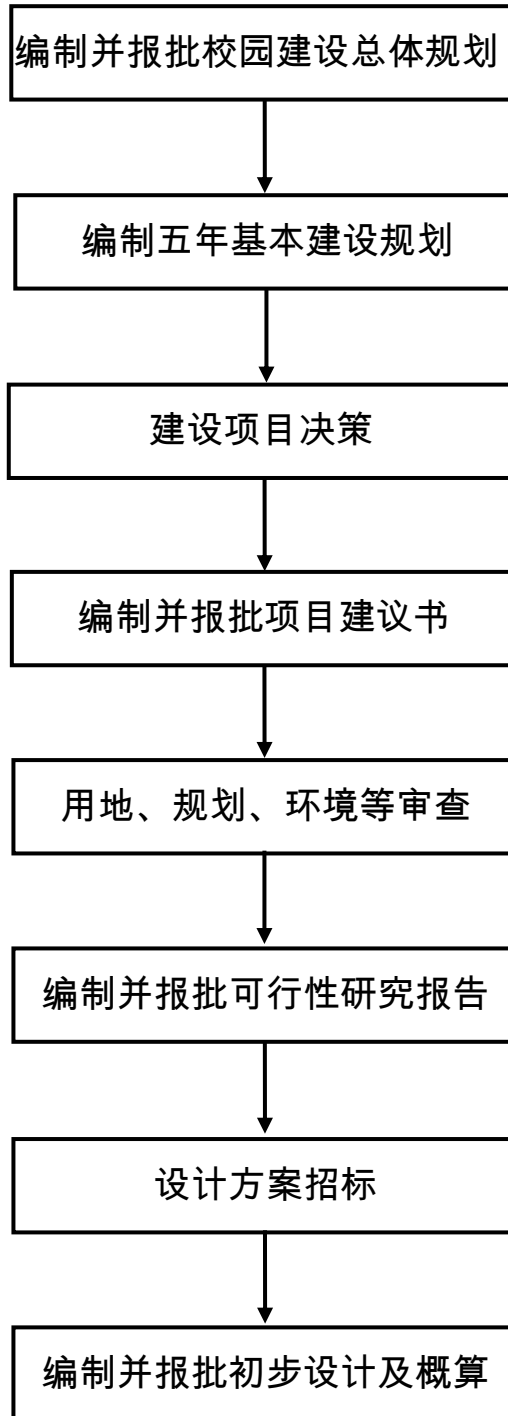 编制并报批校园建设总体规划
编制五年基本建设规划
建设项目决策
编制并报批项目建议书
用地、规划、环境等审查
编制并报批可行性研究报告
设计方案招标
编制并报批初步设计及概算